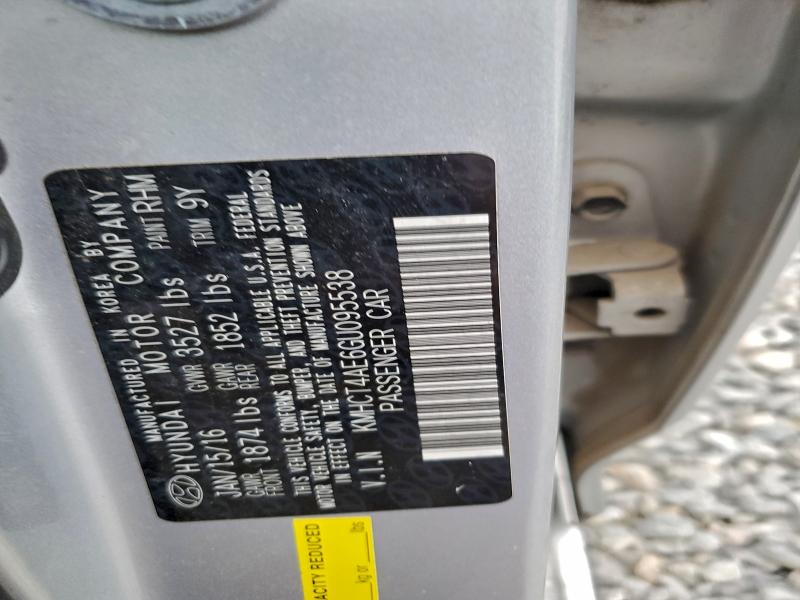 MANUFACTURED IN KOREA BY
HYUNDAI MOTOR COMPANY
JAN/15/16 GVWR 3527 lbs PAINT RHM
GAWR FRONT 1874 lbs GAWR REAR 1852 lbs TRIM 9Y
THIS VEHICLE CONFORMS TO ALL APPLICABLE U.S.A FEDERAL
MOTOR VEHICLE SAFETY, BUMPER, AND THEFT PREVENTION STANDARDS
IN EFFECT ON THE DATE OF MANUFACTURE SHOWN ABOVE
V.I.N KMHCT4AE6GU095538
PASSENGER CAR
ACITY REDUCED
kg or lbs